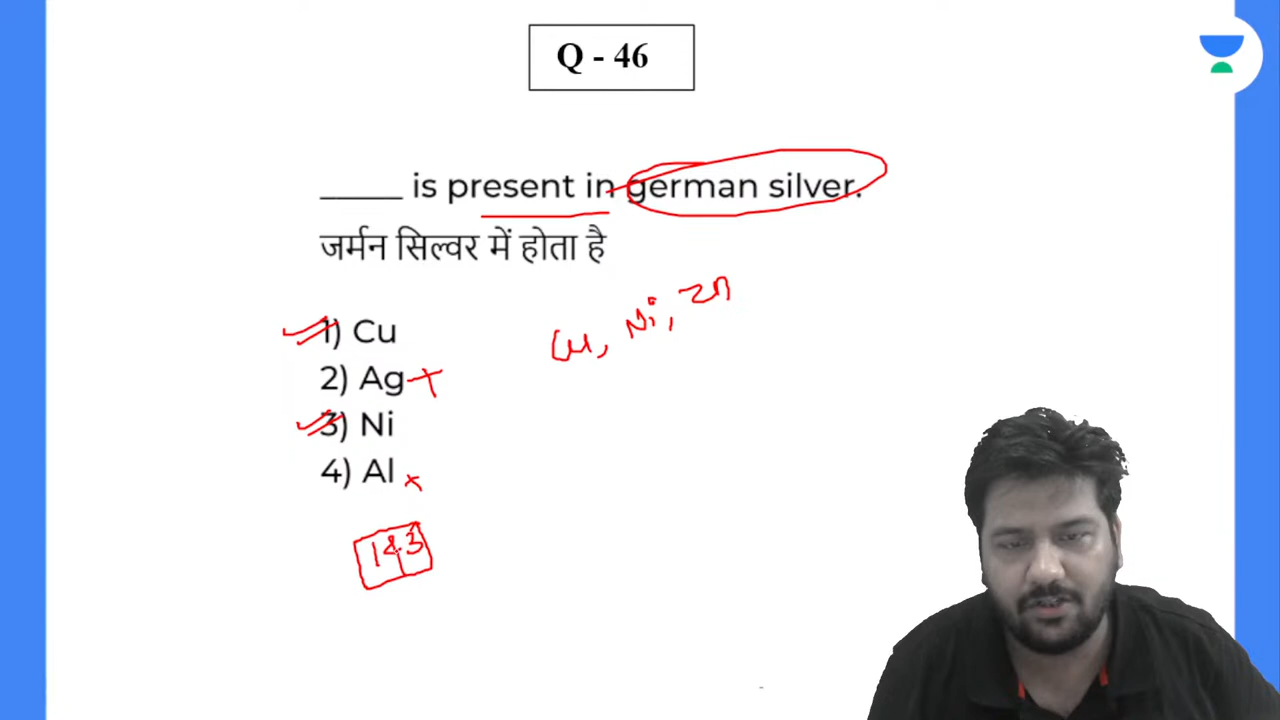 Q - 46
_____ is present in german silver.
जर्मन सिल्वर में होता है
Cu, Ni, Zn
1) Cu
2) Ag
3) Ni
4) Al
1&3